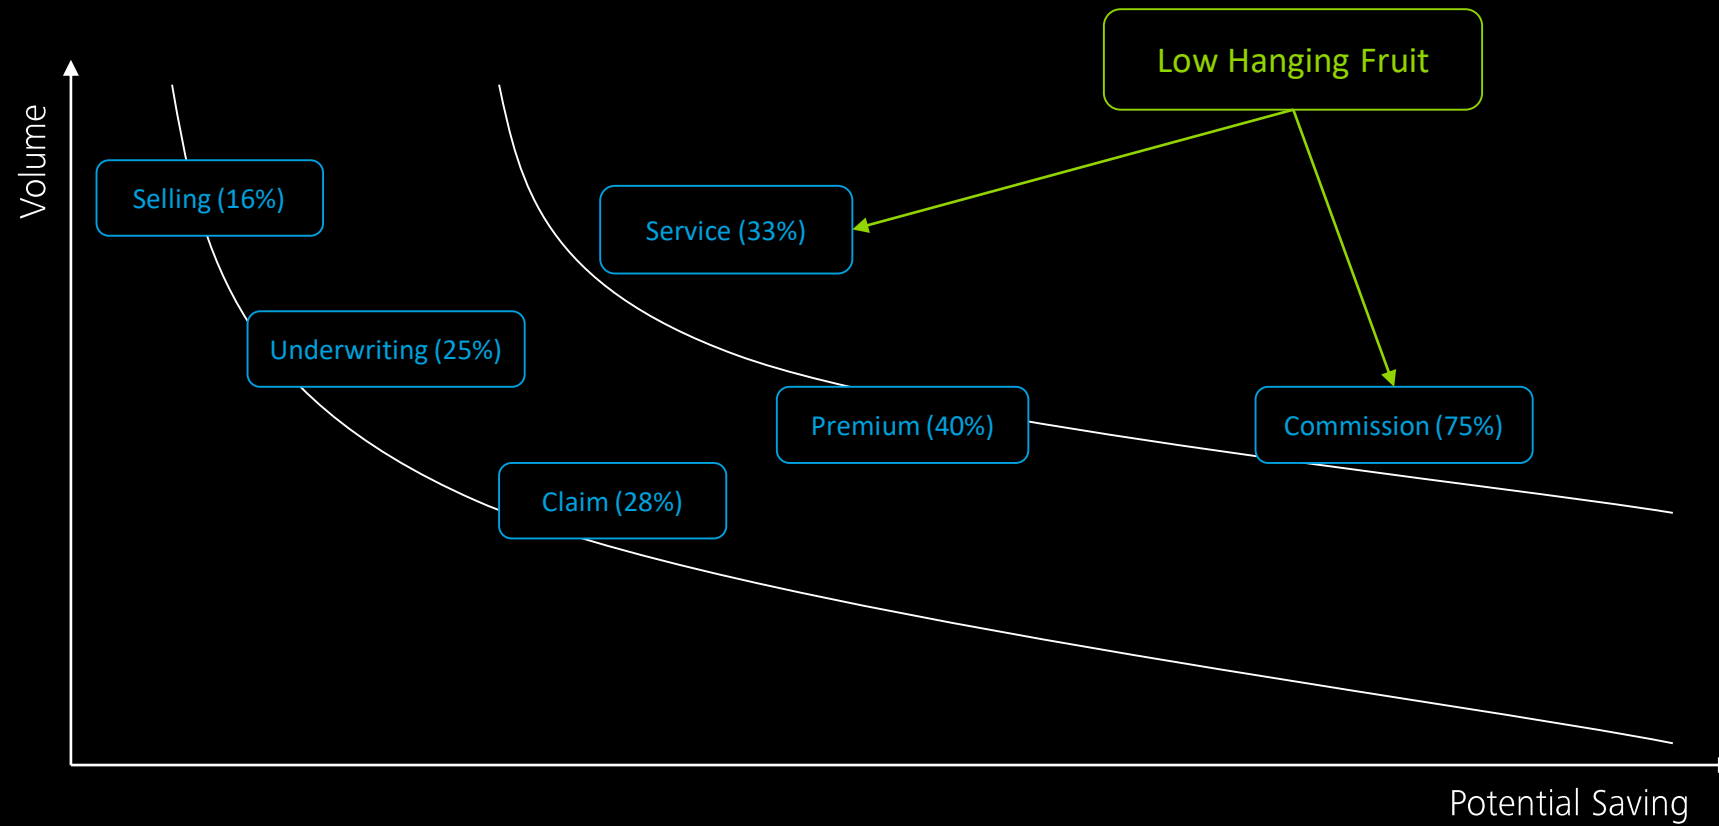 Low Hanging Fruit
Volume
Selling (16%)
Service (33%)
Underwriting (25%)
Premium (40%)
Commission (75%)
Claim (28%)
Potential Saving